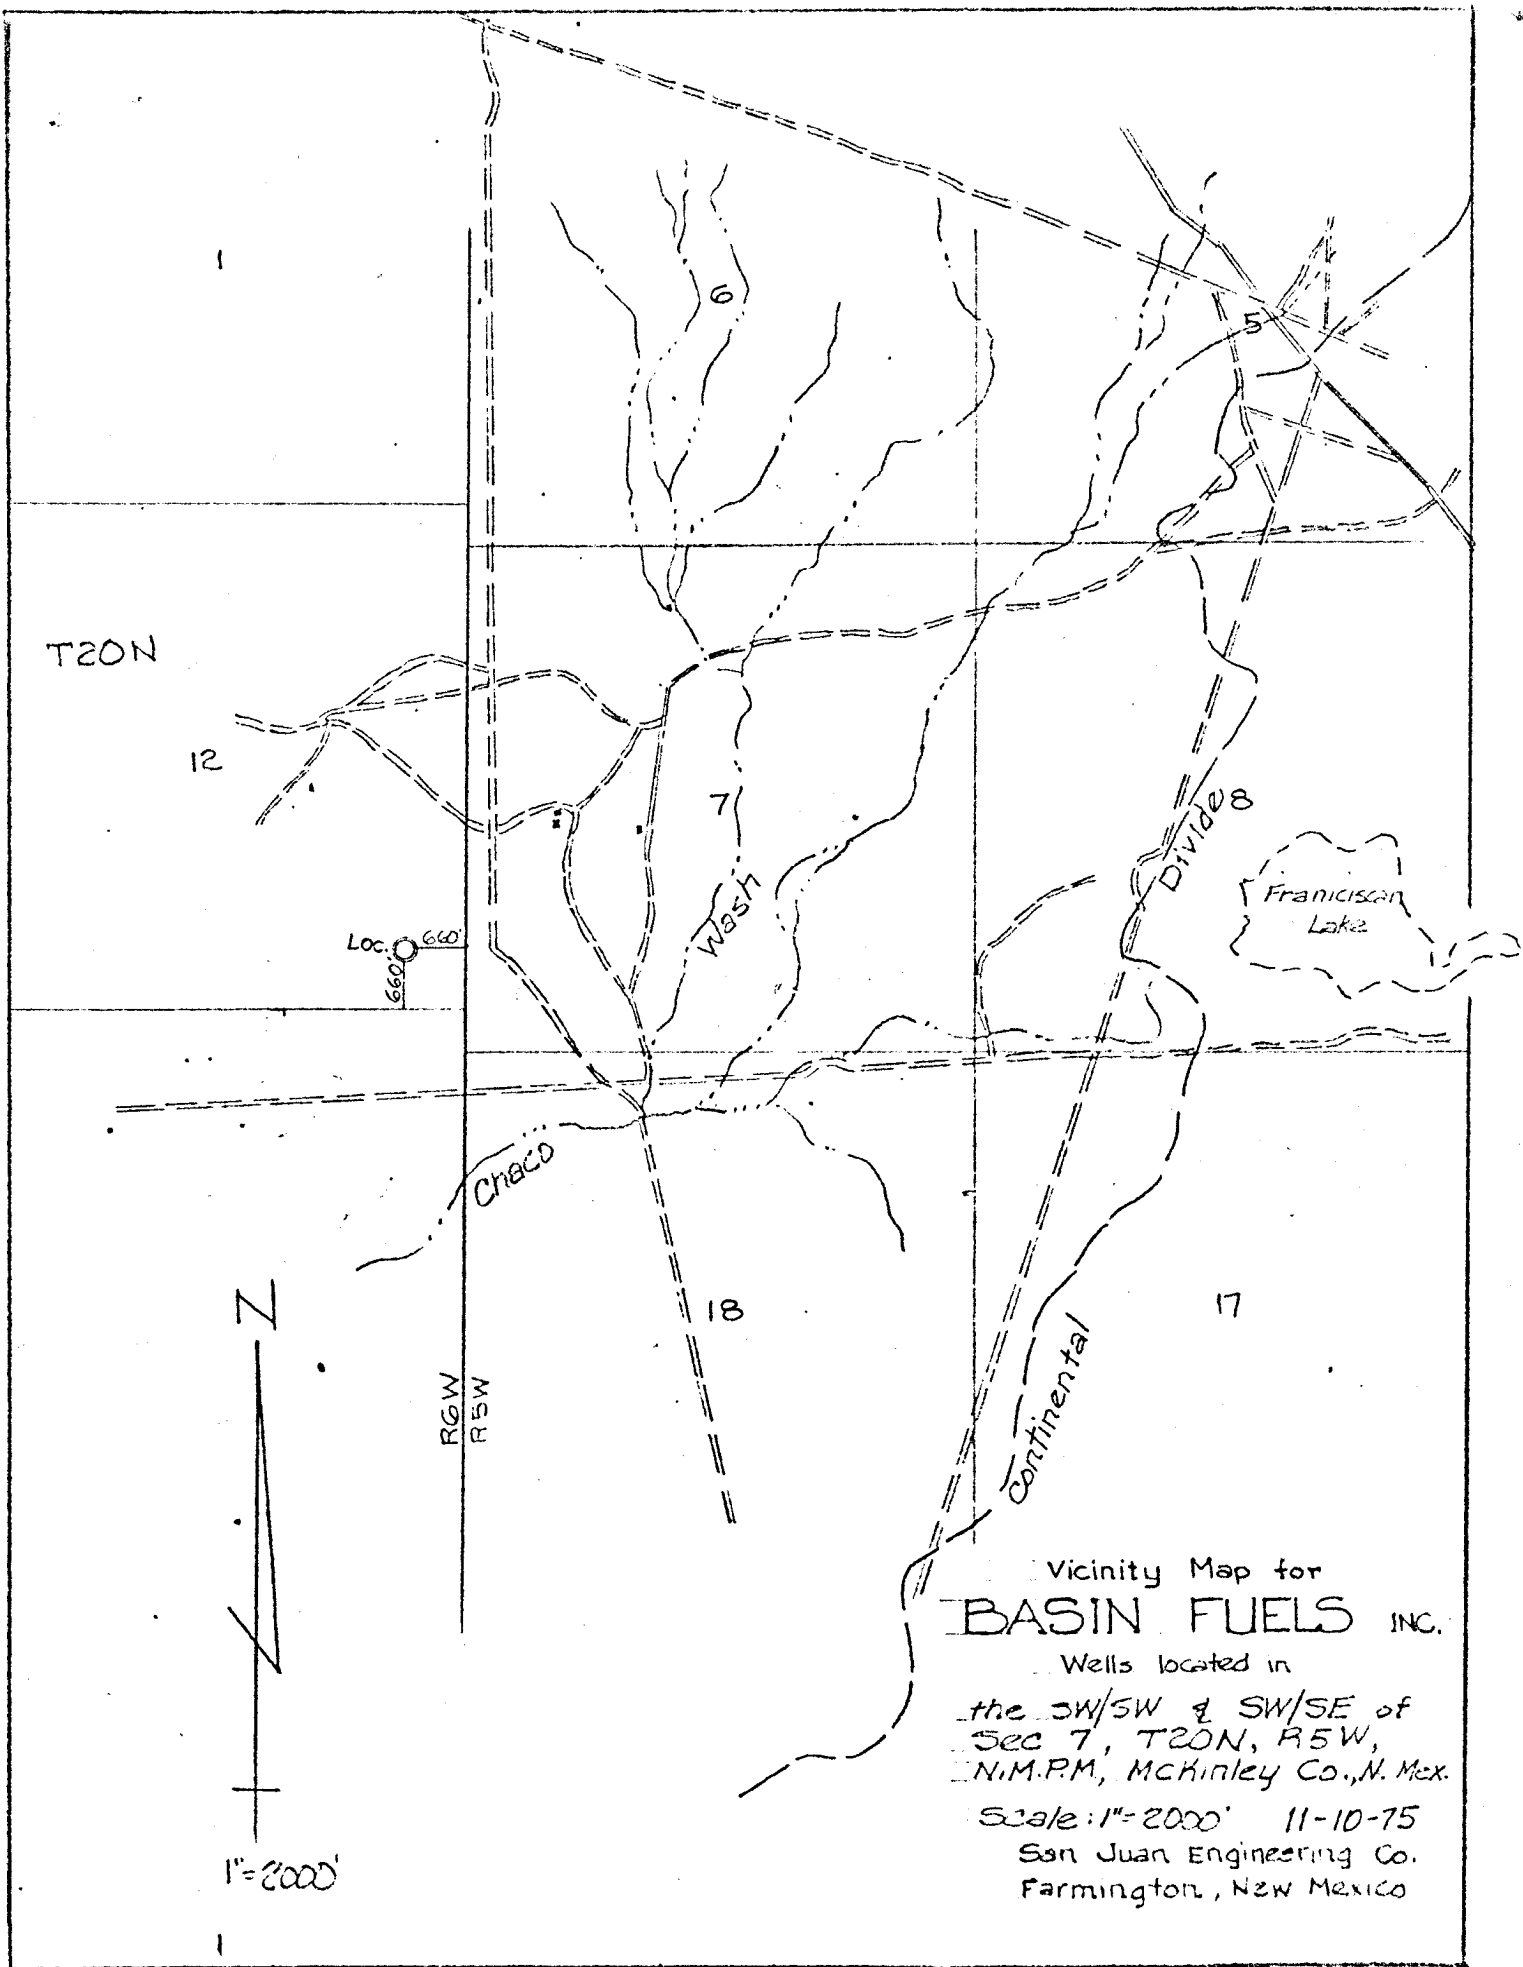 1
6
5
T20N
12
7
8
Divide
Franciscan
Lake
Wash
LOC. 660'
660'
Chaco
18
17
N
R6W
R5W
Continental
Vicinity Map for
BASIN FUELS INC.
Wells located in
the SW/SW & SW/SE of
Sec 7, T20N, R5W,
N.M.P.M, McKinley Co., N. Mex.
Scale: 1"=2000' 11-10-75
San Juan Engineering Co.
Farmington, New Mexico
1"=2000'
1